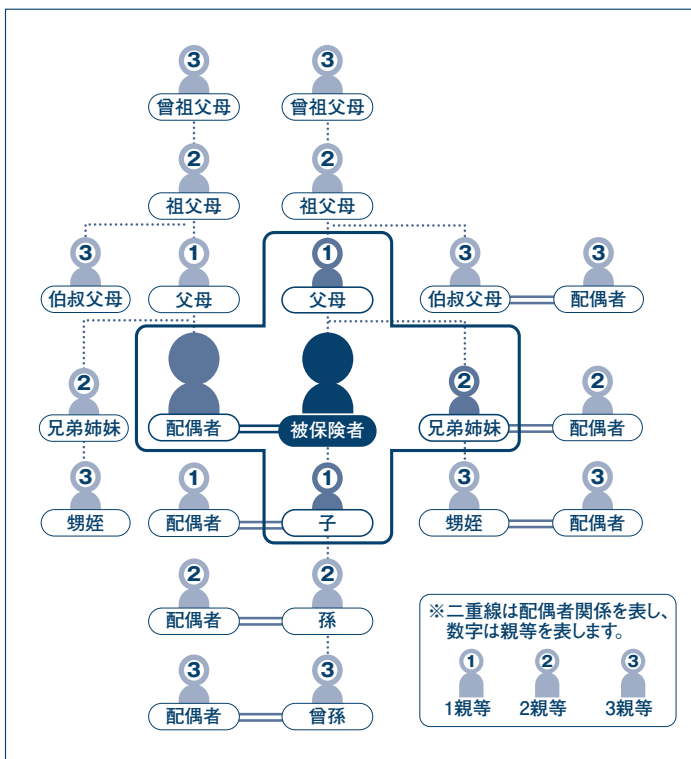 3 3
曾祖父母 曾祖父母
2 2
祖父母 祖父母
3 1 1 3 3
伯叔父母 父母 父母 伯叔父母 配偶者
2 2 2
兄弟姉妹 配偶者 被保険者 兄弟姉妹 配偶者
3 1 1 3 3
甥姪 配偶者 子 甥姪 配偶者
2 2
配偶者 孫
3 3
配偶者 曾孫
※二重線は配偶者関係を表し、
数字は親等を表します。
1 2 3
1親等 2親等 3親等